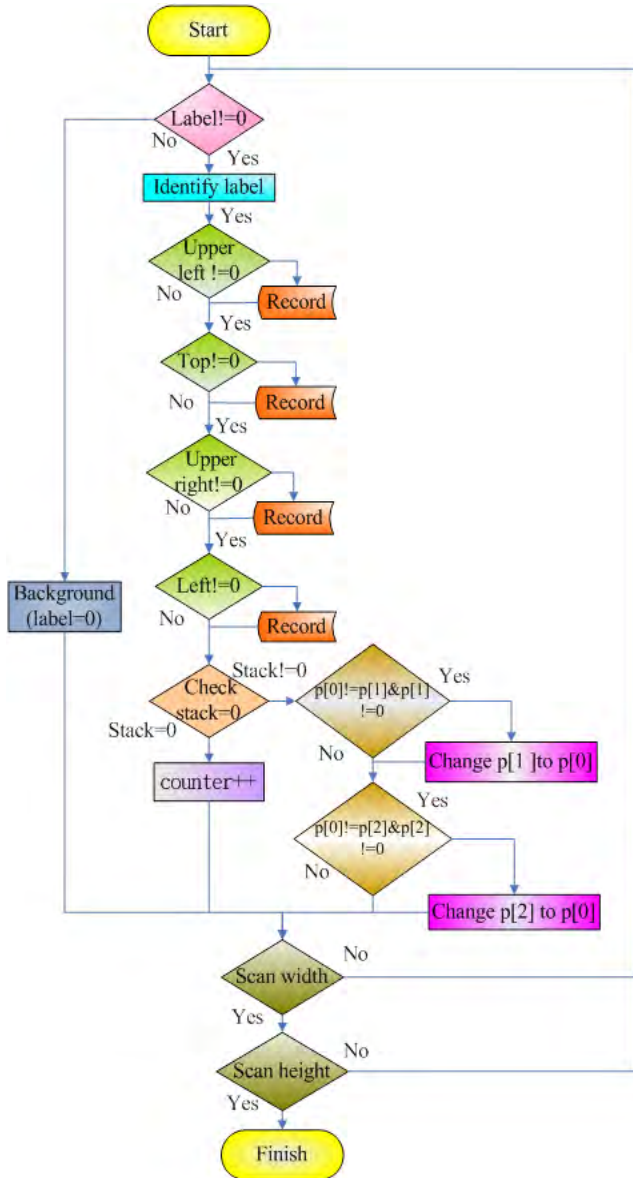 Start
Label!=0
No
Yes
Identify label
Yes
Upper
left !=0
No
Record
Yes
Top!=0
No
Record
Yes
Upper
right!=0
No
Record
Yes
Left!=0
No
Record
Background
(label=0)
Stack!=0
Check
stack=0
Stack=0
p[0]!=p[1]&p[1]
!=0
Yes
No
Change p[1 ]to p[0]
counter++
Yes
p[0]!=p[2]&p[2]
!=0
No
Change p[2] to p[0]
Scan width
No
Yes
Scan height
No
Yes
Finish